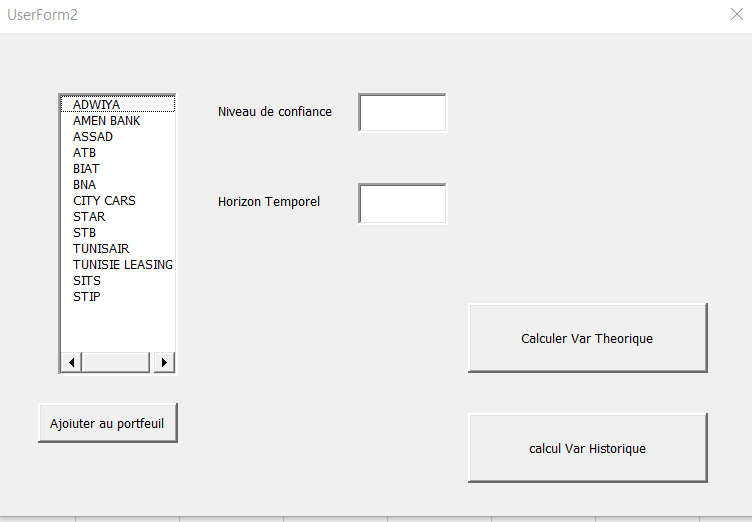 UserForm2
ADWIYA
AMEN BANK
ASSAD
ATB
BIAT
BNA
CITY CARS
STAR
STB
TUNISAIR
TUNISIE LEASING
SITS
STIP
Niveau de confiance
Horizon Temporel
Calculer Var Theorique
Ajoiuter au portfeuil
calcul Var Historique